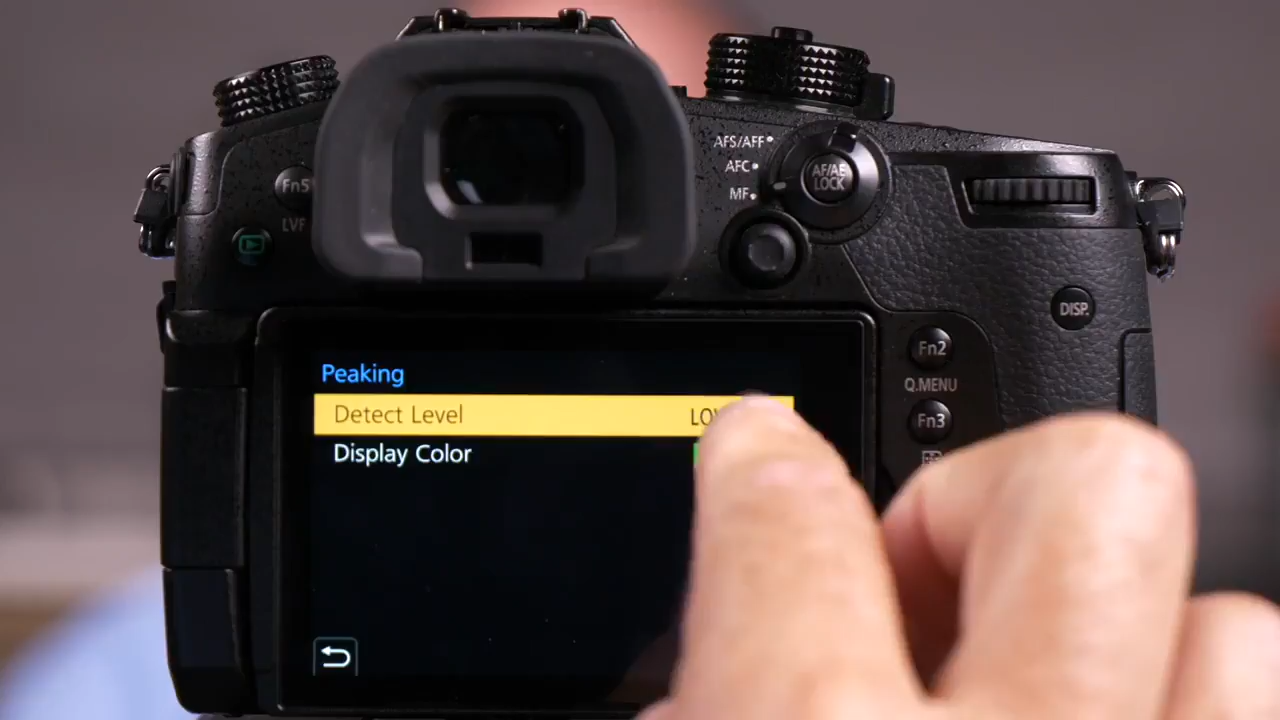 AFS/AFF
AFC
MF
AF/AE
LOCK
Fn5
LVF
DISP.
Fn2
Q.MENU
Fn3
Peaking
Detect Level
Display Color